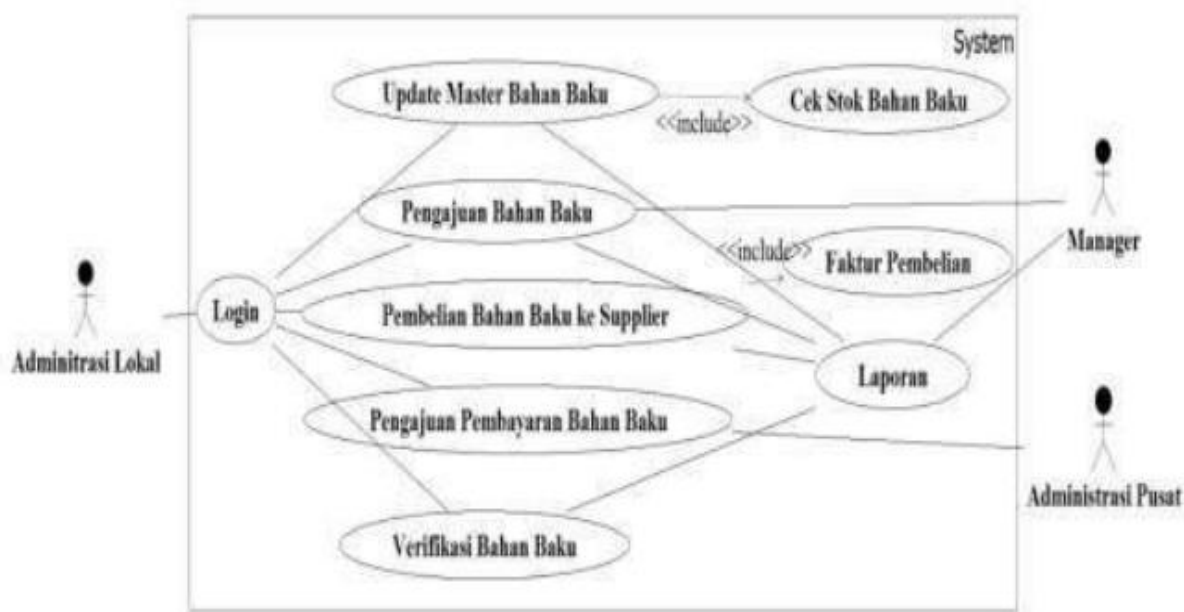 System
Update Master Bahan Baku
<<include>>
Cek Stok Bahan Baku
Pengajuan Bahan Baku
Manager
<<include>>
Faktur Pembelian
Login
Adminitrasi Lokal
Pembelian Bahan Baku ke Supplier
Laporan
Pengajuan Pembayaran Bahan Baku
Administrasi Pusat
Verifikasi Bahan Baku